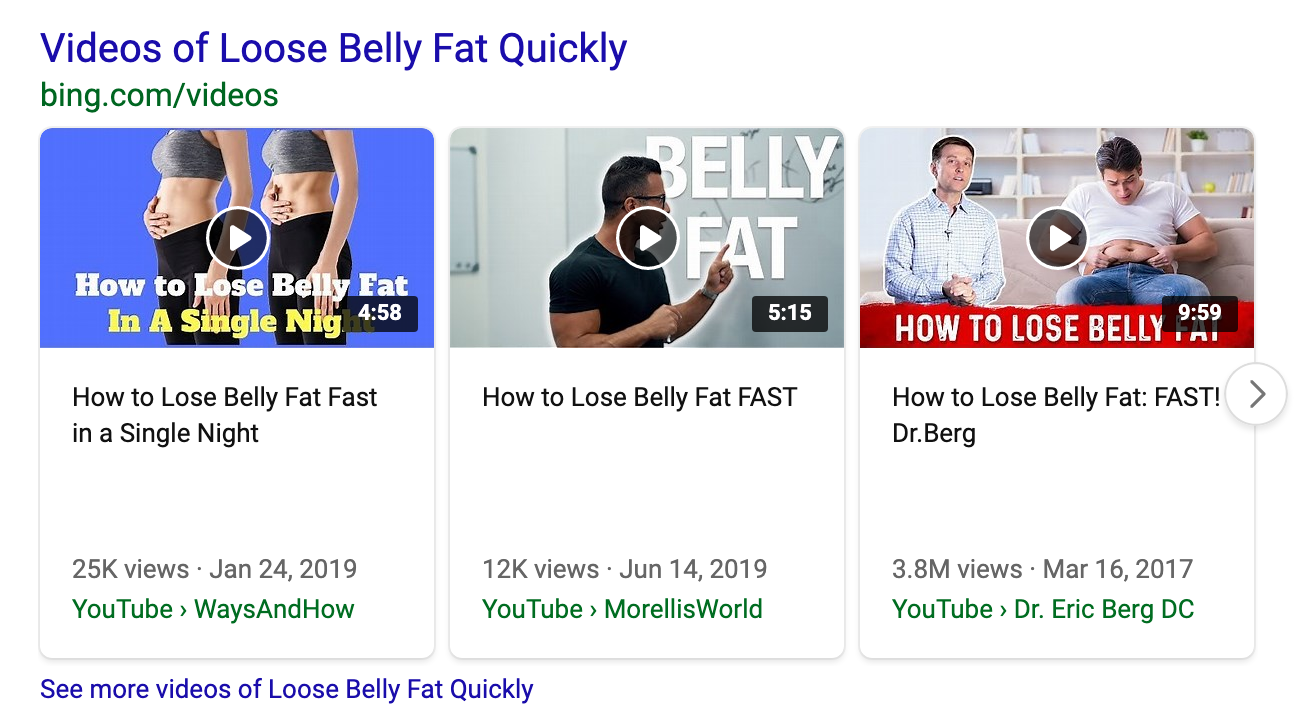 Videos of Loose Belly Fat Quickly
bing.com/videos
How to Lose Belly Fat
In A Single Nig
4:58
BELLY
FAT
5:15
HOW TO LOSE BELLY FAT
9:59
How to Lose Belly Fat Fast
in a Single Night
25K views · Jan 24, 2019
YouTube › WaysAndHow
How to Lose Belly Fat FAST
12K views · Jun 14, 2019
YouTube › MorellisWorld
How to Lose Belly Fat: FAST!
Dr.Berg
3.8M views · Mar 16, 2017
YouTube › Dr. Eric Berg DC
See more videos of Loose Belly Fat Quickly